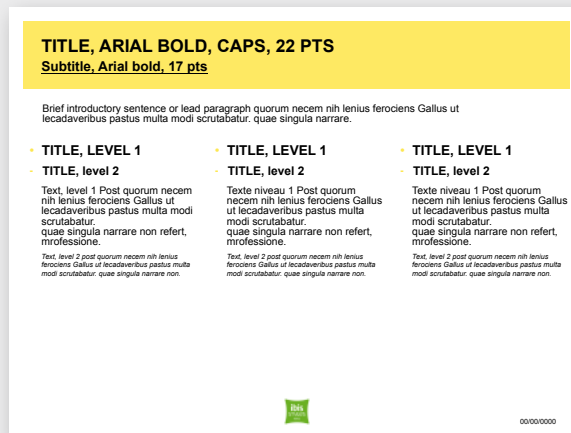 TITLE, ARIAL BOLD, CAPS, 22 PTS
Subtitle, Arial bold, 17 pts
Brief introductory sentence or lead paragraph quorum necem nih lenius ferociens Gallus ut
lecadaveribus pastus multa modi scrutabatur. quae singula narrare.
• TITLE, LEVEL 1
- TITLE, level 2
Text, level 1 Post quorum necem
nih lenius ferociens Gallus ut
lecadaveribus pastus multa modi
scrutabatur.
quae singula narrare non refert,
mrofessione.
Text, level 2 post quorum necem nih lenius
ferociens Gallus ut lecadaveribus pastus multa
modi scrutabatur. quae singula narrare non.
• TITLE, LEVEL 1
- TITLE, level 2
Texte niveau 1 Post quorum
necem nih lenius ferociens Gallus
ut lecadaveribus pastus multa
modi scrutabatur.
quae singula narrare non refert,
mrofessione.
Text, level 2 post quorum necem nih lenius
ferociens Gallus ut lecadaveribus pastus multa
modi scrutabatur. quae singula narrare non.
• TITLE, LEVEL 1
- TITLE, level 2
Texte niveau 1 Post quorum
necem nih lenius ferociens Gallus
ut lecadaveribus pastus multa
modi scrutabatur.
quae singula narrare non refert,
mrofessione.
Text, level 2 post quorum necem nih lenius
ferociens Gallus ut lecadaveribus pastus multa
modi scrutabatur. quae singula narrare non.
ibis
00/00/0000